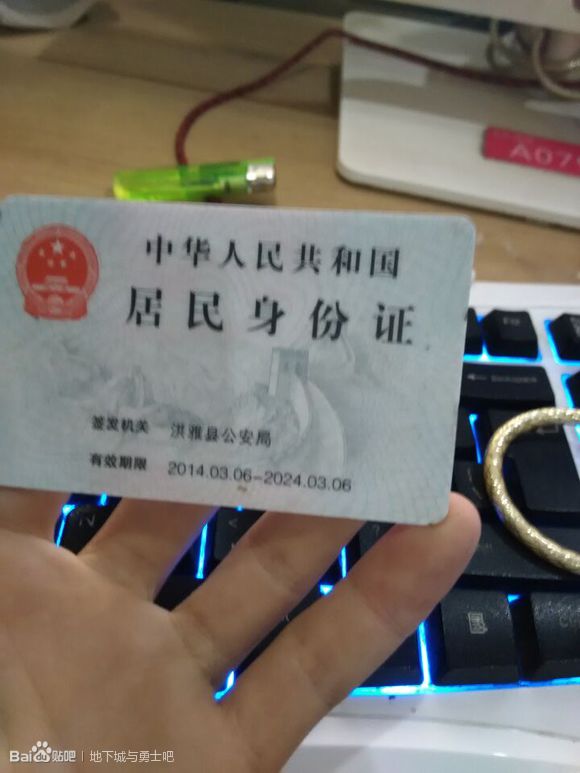 中华人民共和国
居民身份证
签发机关 洪雅县公安局
有效期限 2014.03.06-2024.03.06
Bai贴吧 | 地下城与勇士吧